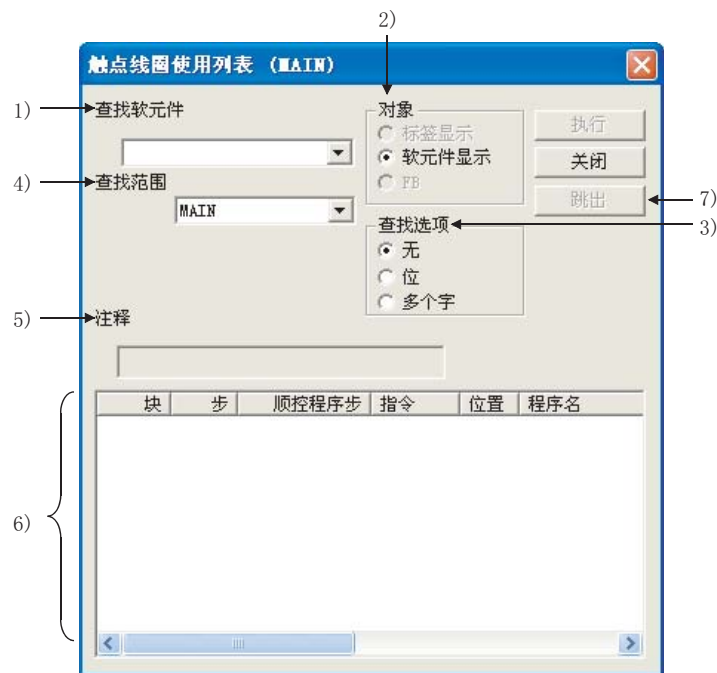 2)
触点线圈使用列表 (MAIN)
1)
查找软元件
对象
标签显示
软元件显示
FB
执行
关闭
跳出
7)
4)
查找范围
MAIN
3)
查找选项
无
位
多个字
5)
注释
块 步 顺控程序步 指令 位置 程序名
6)